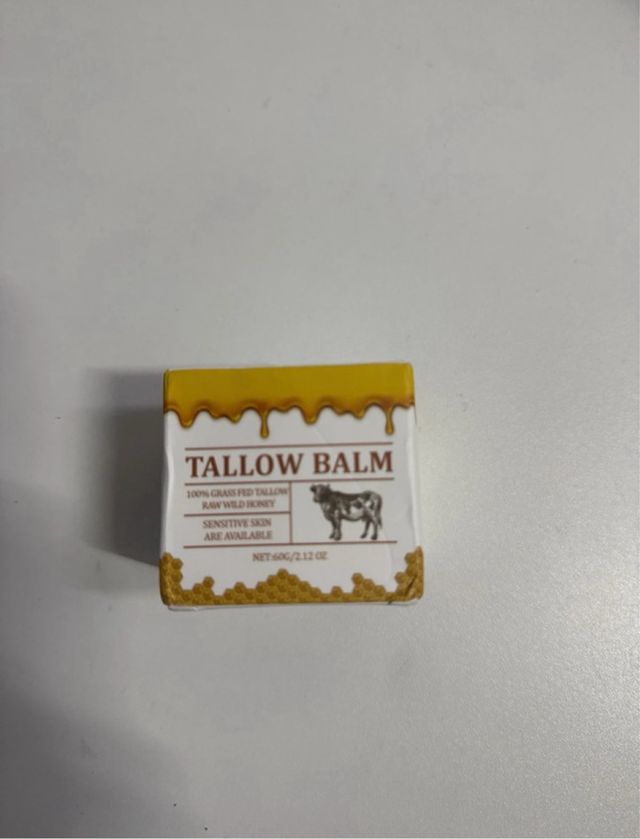 TALLOW BALM
100% GRASS FED TALLOW
RAW WILD HONEY
SENSITIVE SKIN
ARE AVAILABLE
NET:60G/2.12 OZ